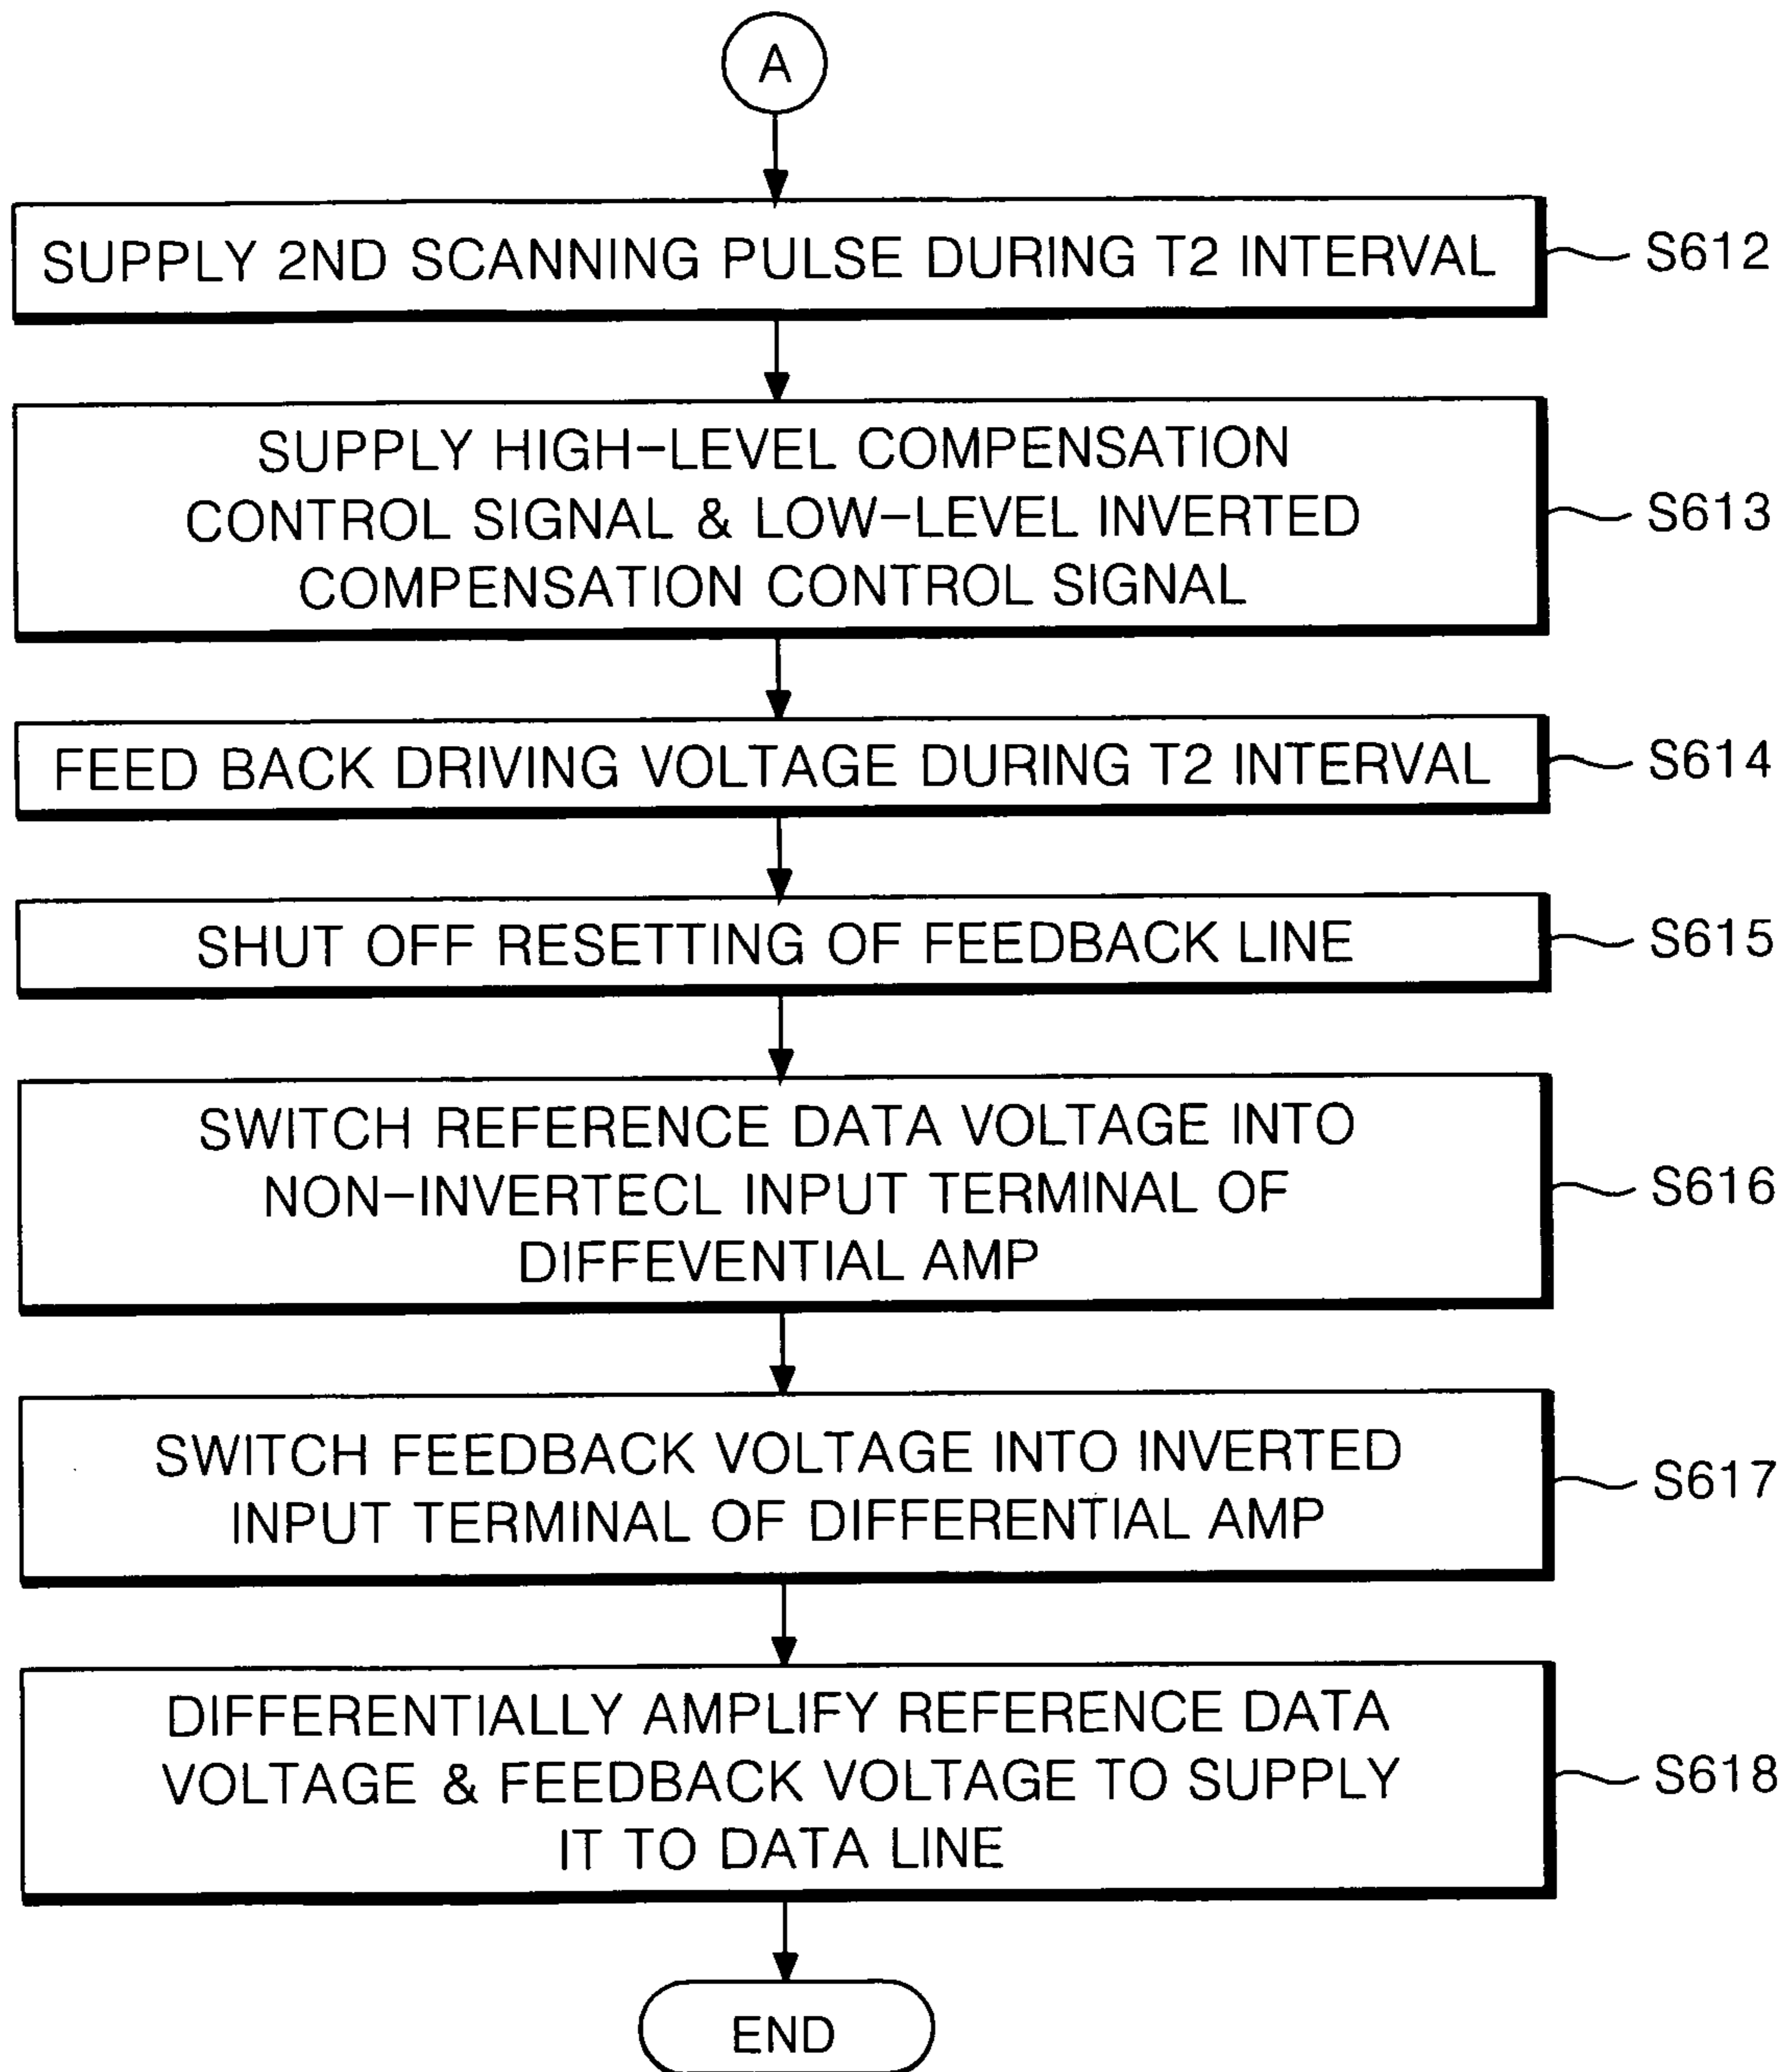 A
SUPPLY 2ND SCANNING PULSE DURING T2 INTERVAL
S612
SUPPLY HIGH-LEVEL COMPENSATION
CONTROL SIGNAL & LOW-LEVEL INVERTED
COMPENSATION CONTROL SIGNAL
S613
FEED BACK DRIVING VOLTAGE DURING T2 INTERVAL
S614
SHUT OFF RESETTING OF FEEDBACK LINE
S615
SWITCH REFERENCE DATA VOLTAGE INTO
NON-INVERTECL INPUT TERMINAL OF
DIFFEVENTIAL AMP
S616
SWITCH FEEDBACK VOLTAGE INTO INVERTED
INPUT TERMINAL OF DIFFERENTIAL AMP
S617
DIFFERENTIALLY AMPLIFY REFERENCE DATA
VOLTAGE & FEEDBACK VOLTAGE TO SUPPLY
IT TO DATA LINE
S618
END